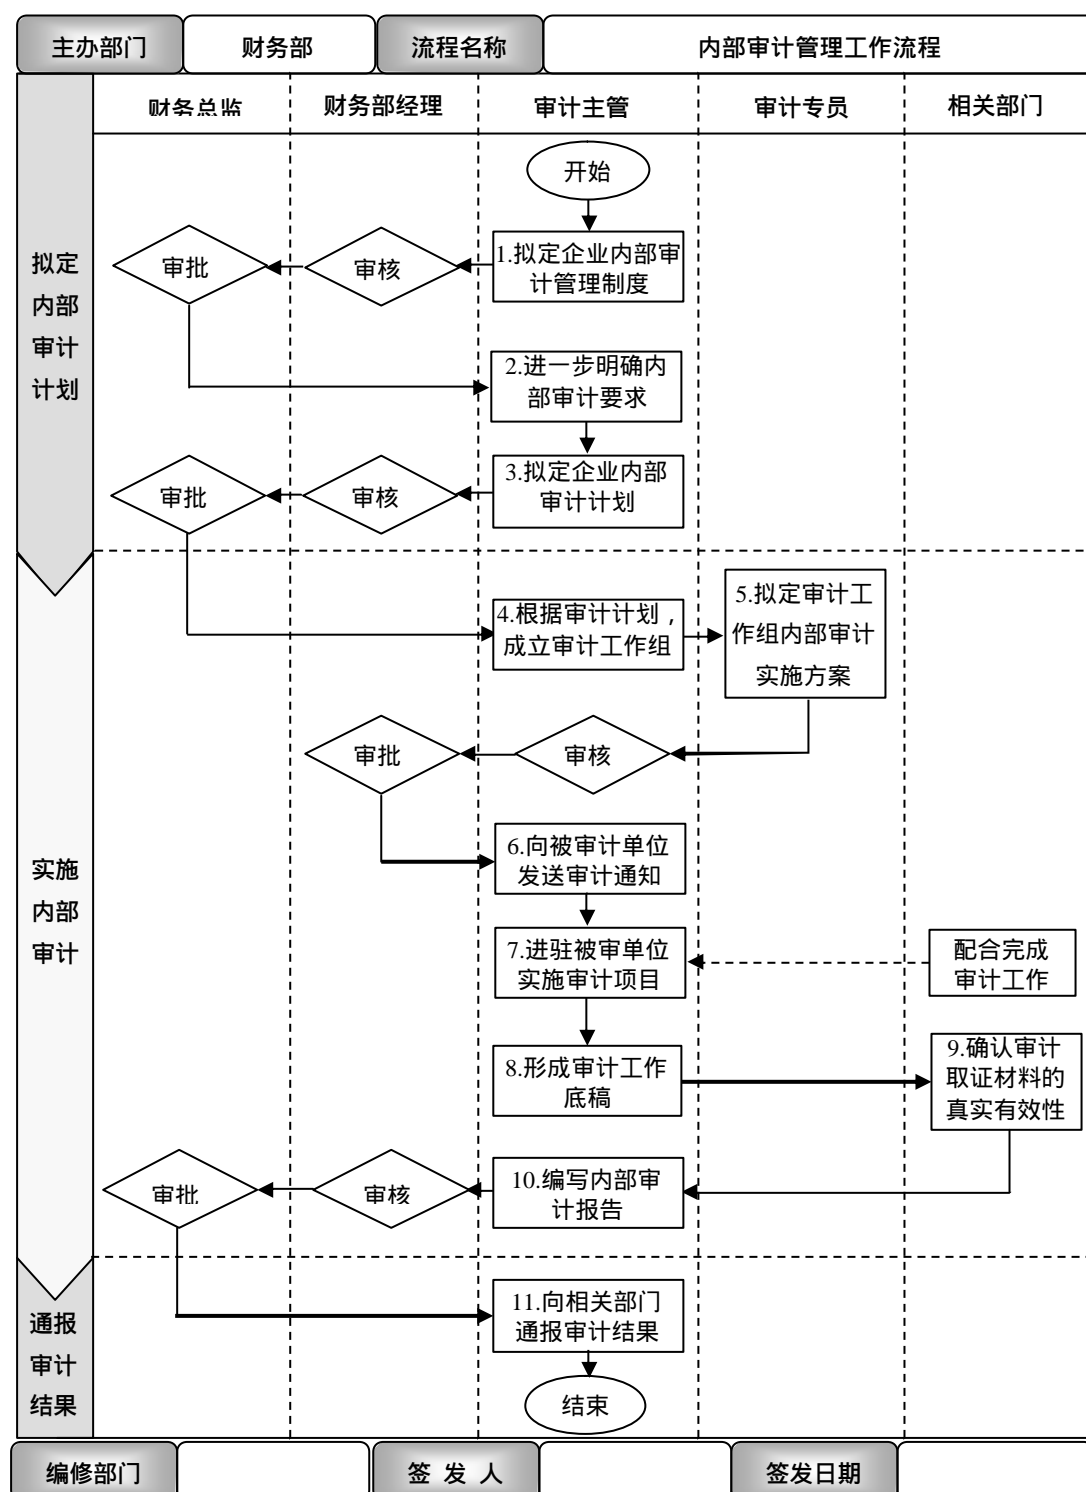 主办部门 财务部 流程名称 内部审计管理工作流程
财务总监 财务部经理 审计主管 审计专员 相关部门
拟定
内部
审计
计划
开始
1.拟定企业内部审
计管理制度
审核
审批
2.进一步明确内
部审计要求
3.拟定企业内部
审计计划
审核
审批
实施
内部
审计
4.根据审计计划，
成立审计工作组
5.拟定审计工
作组内部审计
实施方案
审核
审批
6.向被审计单位
发送审计通知
7.进驻被审单位
实施审计项目
配合完成
审计工作
8.形成审计工作
底稿
9.确认审计
取证材料的
真实有效性
10.编写内部审
计报告
审核
审批
通报
审计
结果
11.向相关部门
通报审计结果
结束
编修部门 签 发 人 签发日期